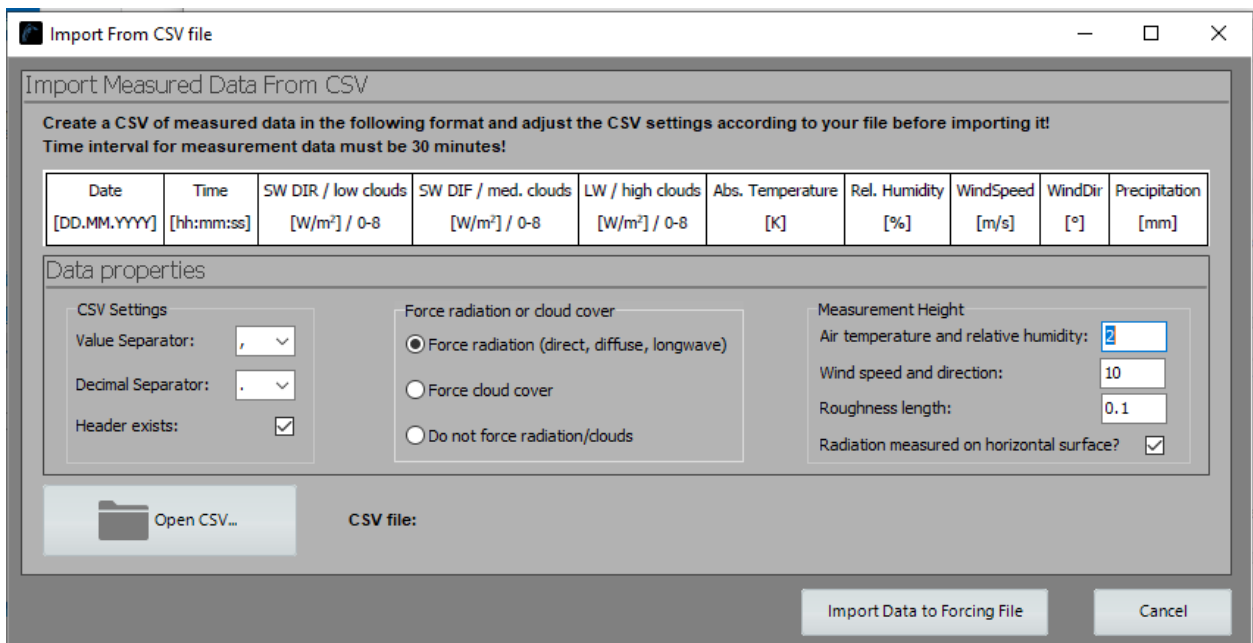 Import From CSV file
Import Measured Data From CSV
Create a CSV of measured data in the following format and adjust the CSV settings according to your file before importing it!
Time interval for measurement data must be 30 minutes!
Date Time SW DIR / low clouds SW DIF / med. clouds LW / high clouds Abs. Temperature Rel. Humidity WindSpeed WindDir Precipitation
[DD.MM.YYYY] [hh:mm:ss] [W/m²] / 0-8 [W/m²] / 0-8 [W/m²] / 0-8 [K] [%] [m/s] [°] [mm]
Data properties
CSV Settings
Value Separator: ,
Decimal Separator: .
Header exists:
Force radiation or cloud cover
Force radiation (direct, diffuse, longwave)
Force cloud cover
Do not force radiation/clouds
Measurement Height
Air temperature and relative humidity: 2
Wind speed and direction: 10
Roughness length: 0.1
Radiation measured on horizontal surface?
Open CSV...
CSV file:
Import Data to Forcing File
Cancel